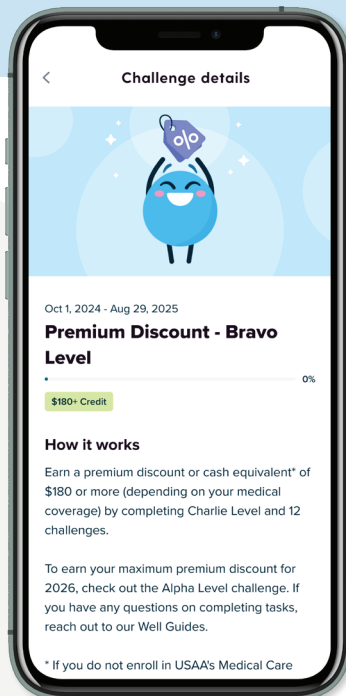 Challenge details
%
Oct 1, 2024 - Aug 29, 2025
Premium Discount - Bravo
Level
0%
$180+ Credit
How it works
Earn a premium discount or cash equivalent* of
$180 or more (depending on your medical
coverage) by completing Charlie Level and 12
challenges.
To earn your maximum premium discount for
2026, check out the Alpha Level challenge. If
you have any questions on completing tasks,
reach out to our Well Guides.
* If you do not enroll in USAA's Medical Care